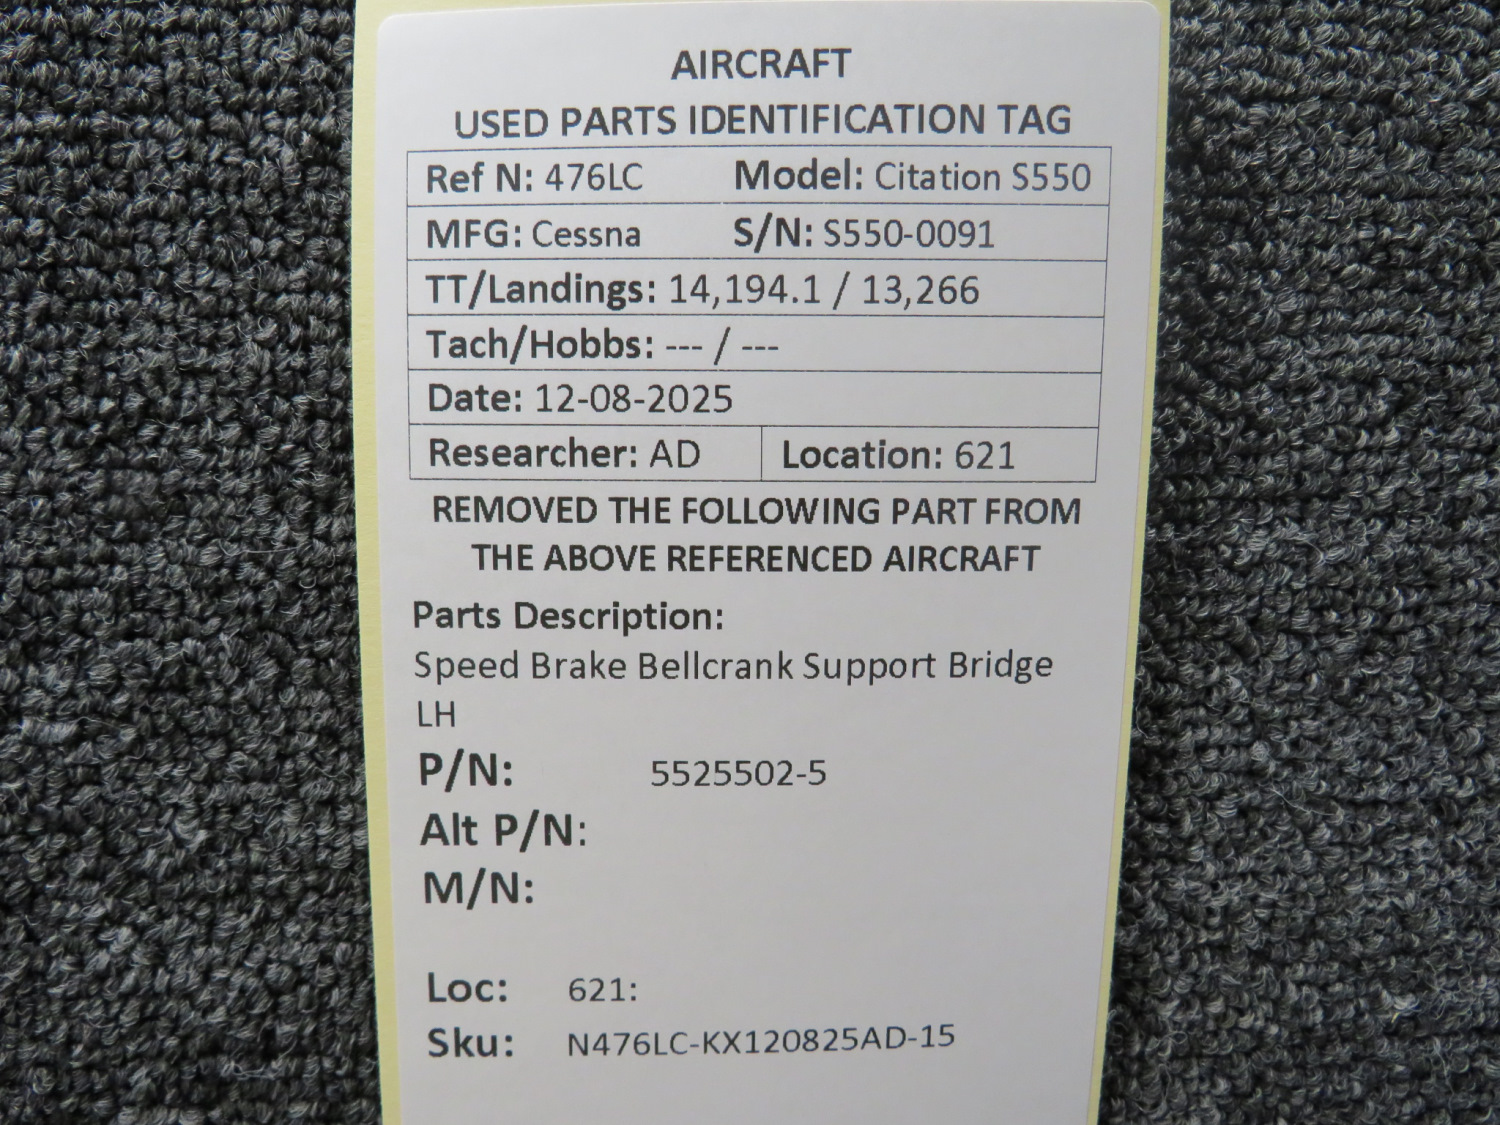 AIRCRAFT
USED PARTS IDENTIFICATION TAG
Ref N: 476LC Model: Citation S550
MFG: Cessna S/N: S550-0091
TT/Landings: 14,194.1 / 13,266
Tach/Hobbs: --- / ---
Date: 12-08-2025
Researcher: AD Location: 621
REMOVED THE FOLLOWING PART FROM
THE ABOVE REFERENCED AIRCRAFT
Parts Description:
Speed Brake Bellcrank Support Bridge
LH
P/N: 5525502-5
Alt P/N:
M/N:
Loc: 621:
Sku: N476LC-KX120825AD-15